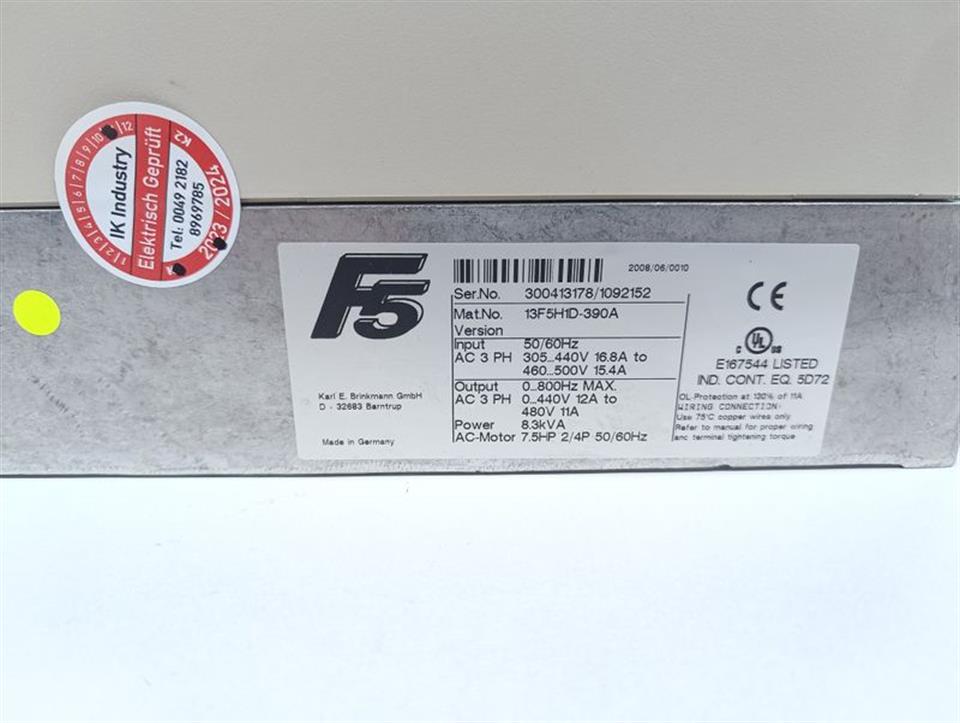 1 2 3 4 5 6 7 8 9 10 12
K2
IK Industry
Elektrisch Geprüft
Tel: 0049 2182
8969785
2023 / 2024
F5
Karl E. Brinkmann GmbH
D - 32683 Barntrup
Made in Germany
2008/06/0010
Ser.No. 300413178/1092152
Mat.No. 13F5H1D-390A
Version
Input 50/60Hz
AC 3 PH 305...440V 16.8A to
460...500V 15.4A
Output 0...800Hz MAX.
AC 3 PH 0...440V 12A to
480V 11A
Power 8.3kVA
AC-Motor 7.5HP 2/4P 50/60Hz
CE
C UL US
E167544 LISTED
IND. CONT. EQ. 5D72
OL-Protection at 130% of 11A
WIRING CONNECTION:
Use 75°C copper wires only
Refer to manual for proper wiring
anc terminal tightening torque